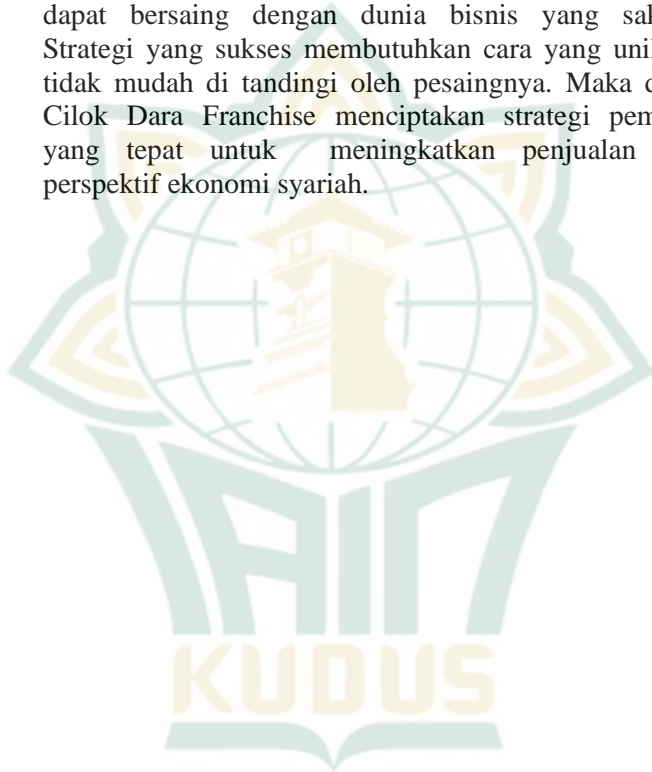 dapat bersaing dengan dunia bisnis yang
Strategi yang sukses membutuhkan cara yang
tidak mudah di tandingi oleh pesaingnya. Maka
Cilok Dara Franchise menciptakan strategi
yang tepat untuk meningkatkan penjualan
perspektif ekonomi syariah.
IAIN
KUDUS